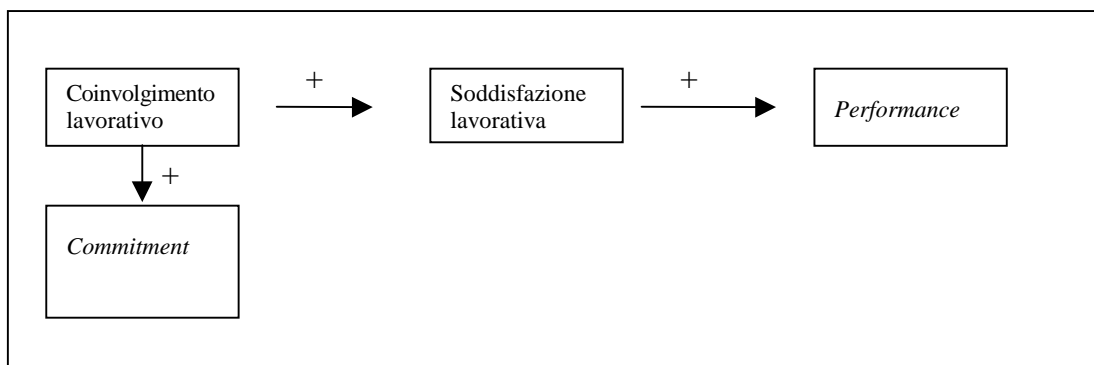 Coinvolgimento
lavorativo
+
Soddisfazione
lavorativa
+
Performance
+
Commitment